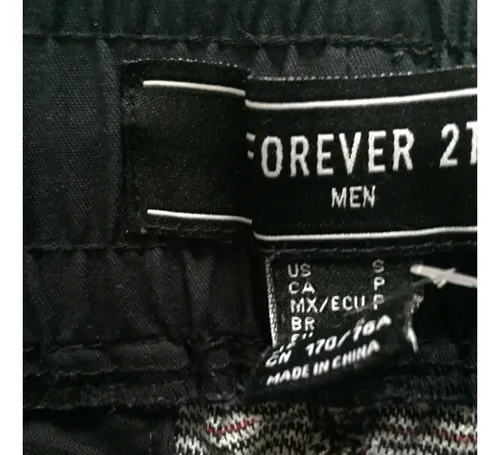 FOREVER 21
MEN
US S
CA P
MX/ECU P
BR
CN 170/76A
MADE IN CHINA